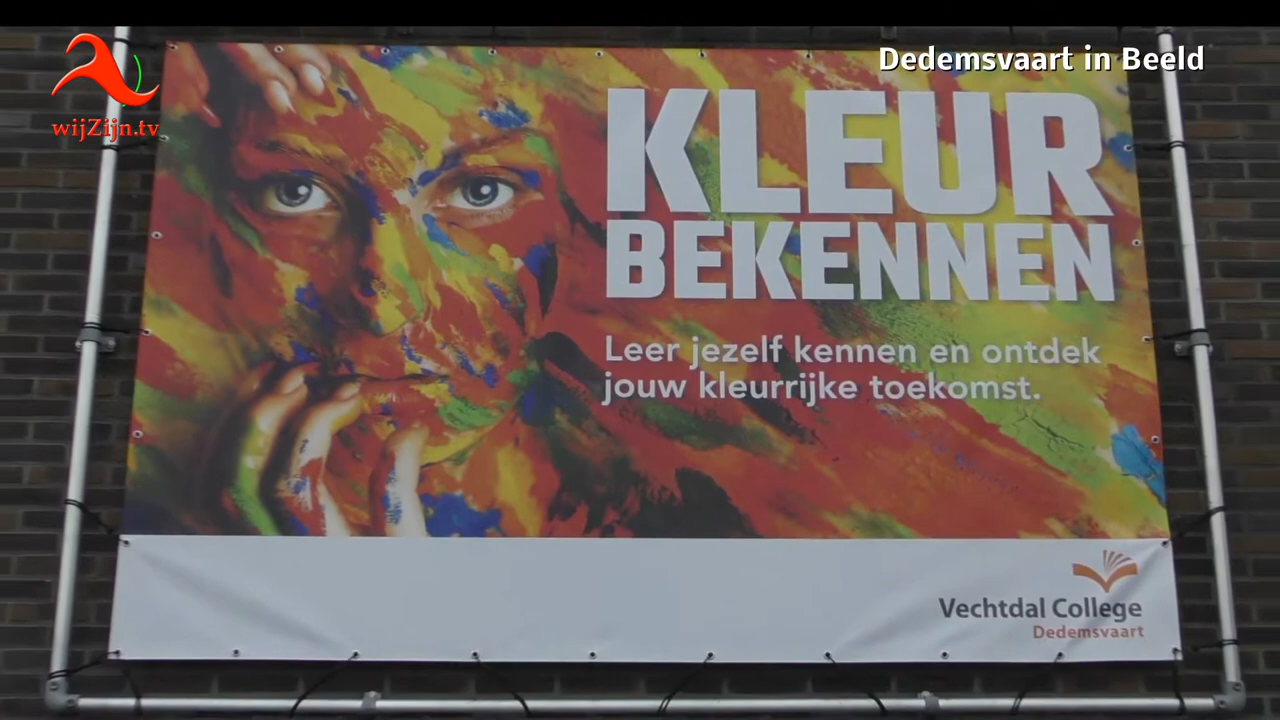 Dedemsvaart in Beeld
wijZijn.tv
KLEUR
BEKENNEN
Leer jezelf kennen en ontdek
jouw kleurrijke toekomst.
Vechtdal College
Dedemsvaart